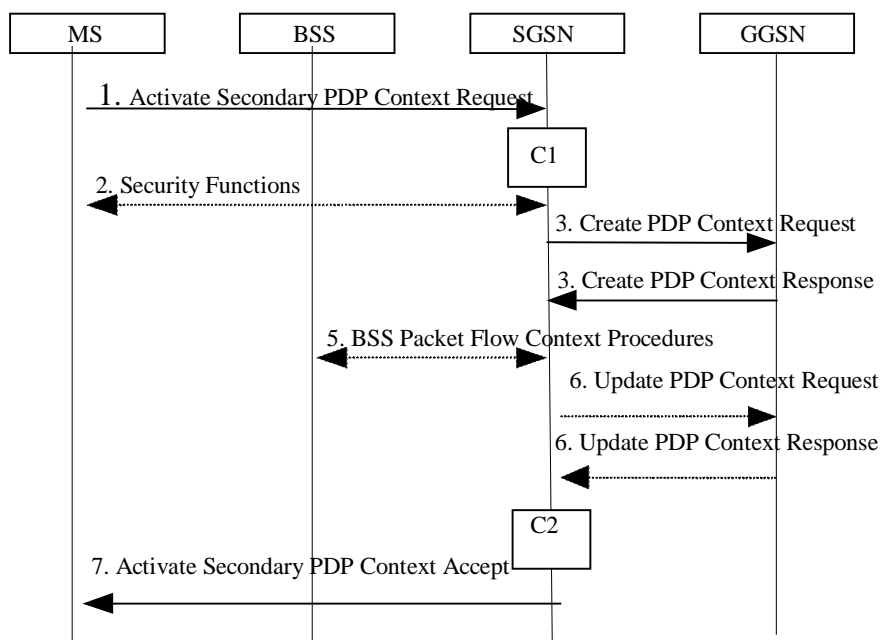 MS
BSS
SGSN
GGSN
1. Activate Secondary PDP Context Request
C1
2. Security Functions
3. Create PDP Context Request
3. Create PDP Context Response
5. BSS Packet Flow Context Procedures
6. Update PDP Context Request
6. Update PDP Context Response
C2
7. Activate Secondary PDP Context Accept